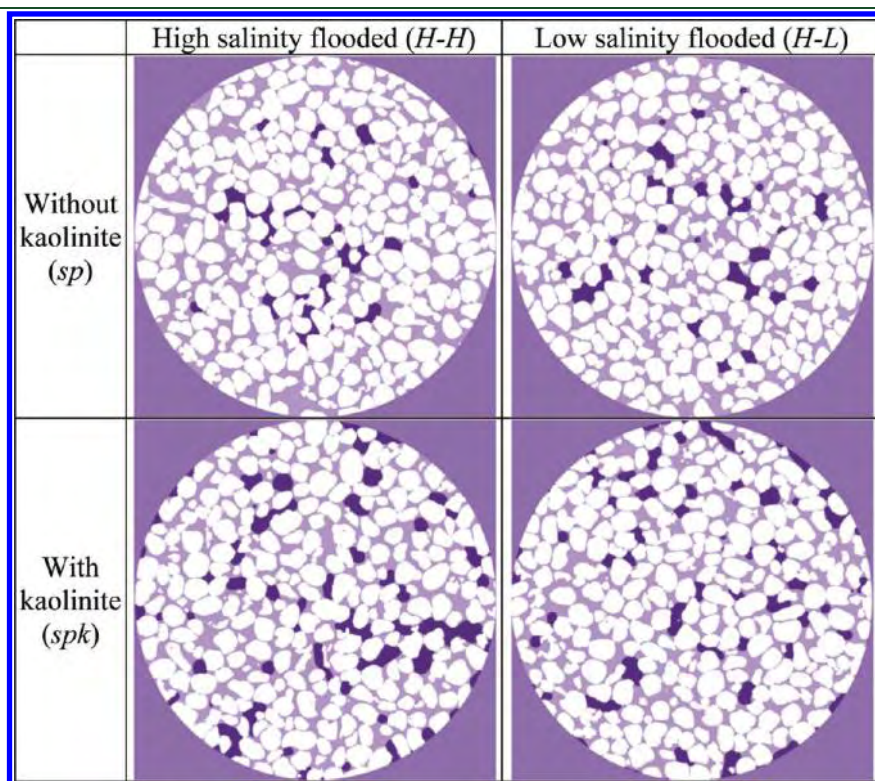 High salinity flooded (H-H)
Low salinity flooded (H-L)
Without
kaolinite
(sp)
With
kaolinite
(spk)